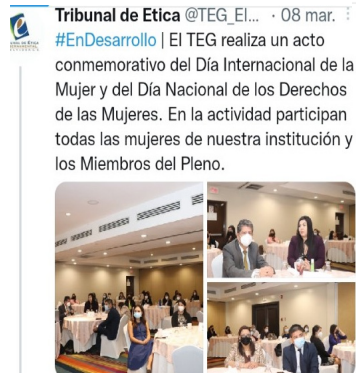 Tribunal de Etica @TEG_El... · 08 mar.
#EnDesarrollo | El TEG realiza un acto
conmemorativo del Día Internacional de la
Mujer y del Día Nacional de los Derechos
de las Mujeres. En la actividad participan
todas las mujeres de nuestra institución y
los Miembros del Pleno.